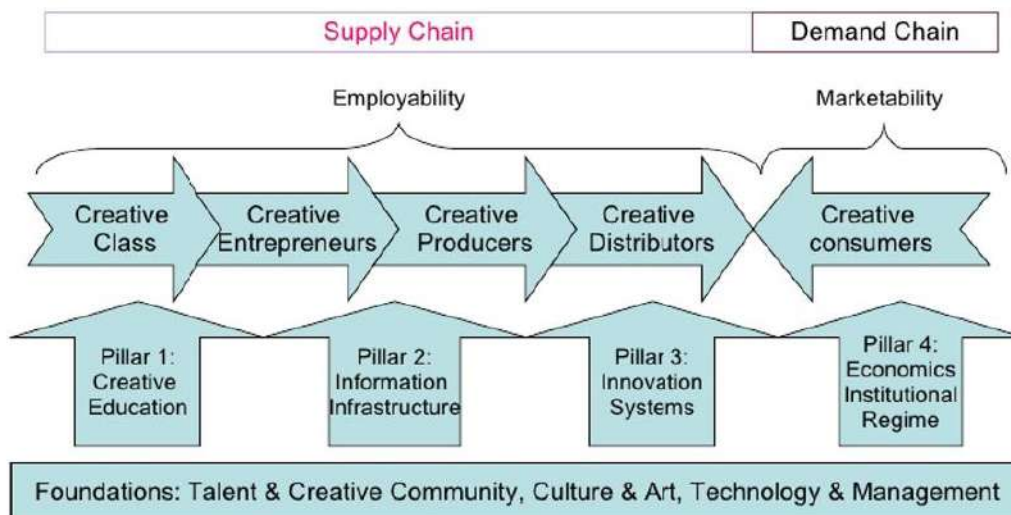 Supply Chain
Demand Chain
Employability
Marketability
Creative
Class
Creative
Entrepreneurs
Creative
Producers
Creative
Distributors
Creative
consumers
Pillar 1:
Creative
Education
Pillar 2:
Information
Infrastructure
Pillar 3:
Innovation
Systems
Pillar 4:
Economics
Institutional
Regime
Foundations: Talent & Creative Community, Culture & Art, Technology & Management